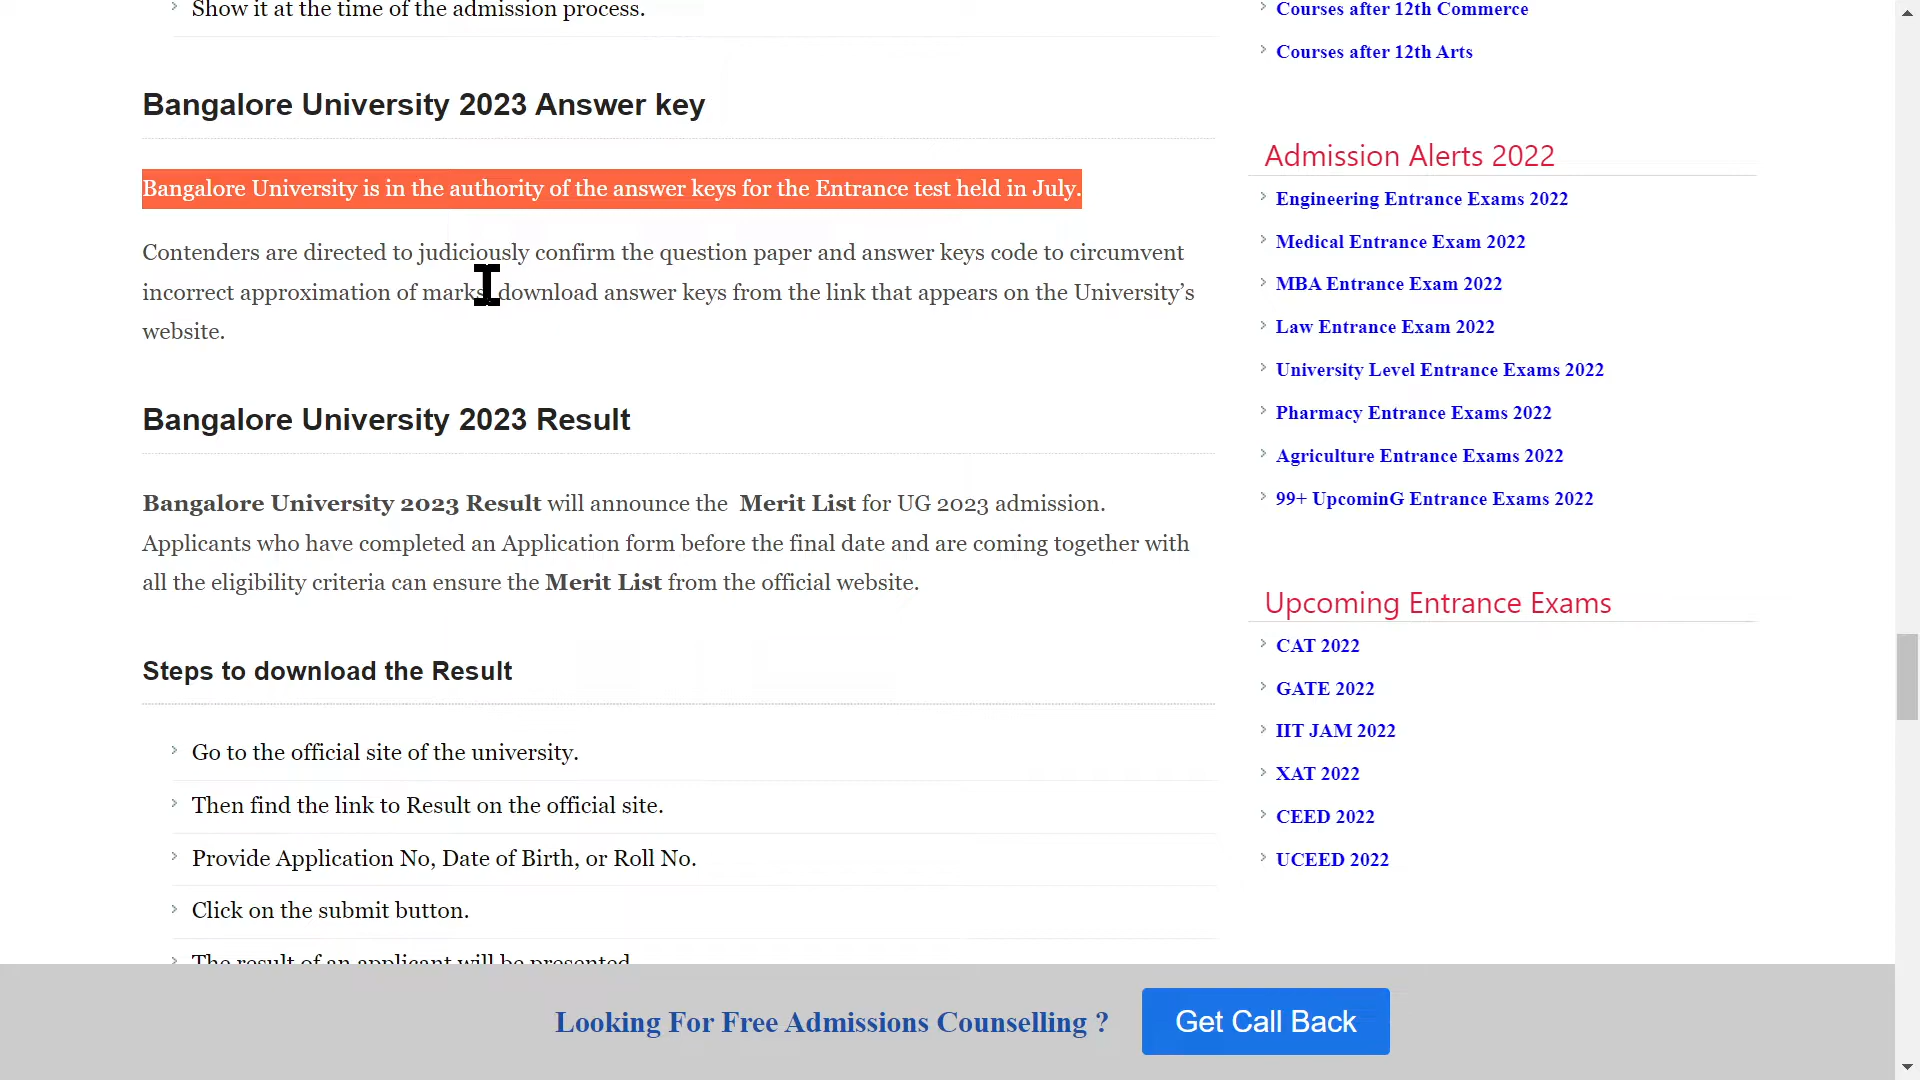 Show it at the time of the admission process.
Bangalore University 2023 Answer key
Bangalore University is in the authority of the answer keys for the Entrance test held in July.
Contenders are directed to judiciously confirm the question paper and answer keys code to circumvent
incorrect approximation of marks, download answer keys from the link that appears on the University’s
website.
Bangalore University 2023 Result
Bangalore University 2023 Result will announce the Merit List for UG 2023 admission.
Applicants who have completed an Application form before the final date and are coming together with
all the eligibility criteria can ensure the Merit List from the official website.
Steps to download the Result
Go to the official site of the university.
Then find the link to Result on the official site.
Provide Application No, Date of Birth, or Roll No.
Click on the submit button.
The result of an applicant will be presented
Courses after 12th Commerce
Courses after 12th Arts
Admission Alerts 2022
Engineering Entrance Exams 2022
Medical Entrance Exam 2022
MBA Entrance Exam 2022
Law Entrance Exam 2022
University Level Entrance Exams 2022
Pharmacy Entrance Exams 2022
Agriculture Entrance Exams 2022
99+ UpcominG Entrance Exams 2022
Upcoming Entrance Exams
CAT 2022
GATE 2022
IIT JAM 2022
XAT 2022
CEED 2022
UCEED 2022
Looking For Free Admissions Counselling ?
Get Call Back